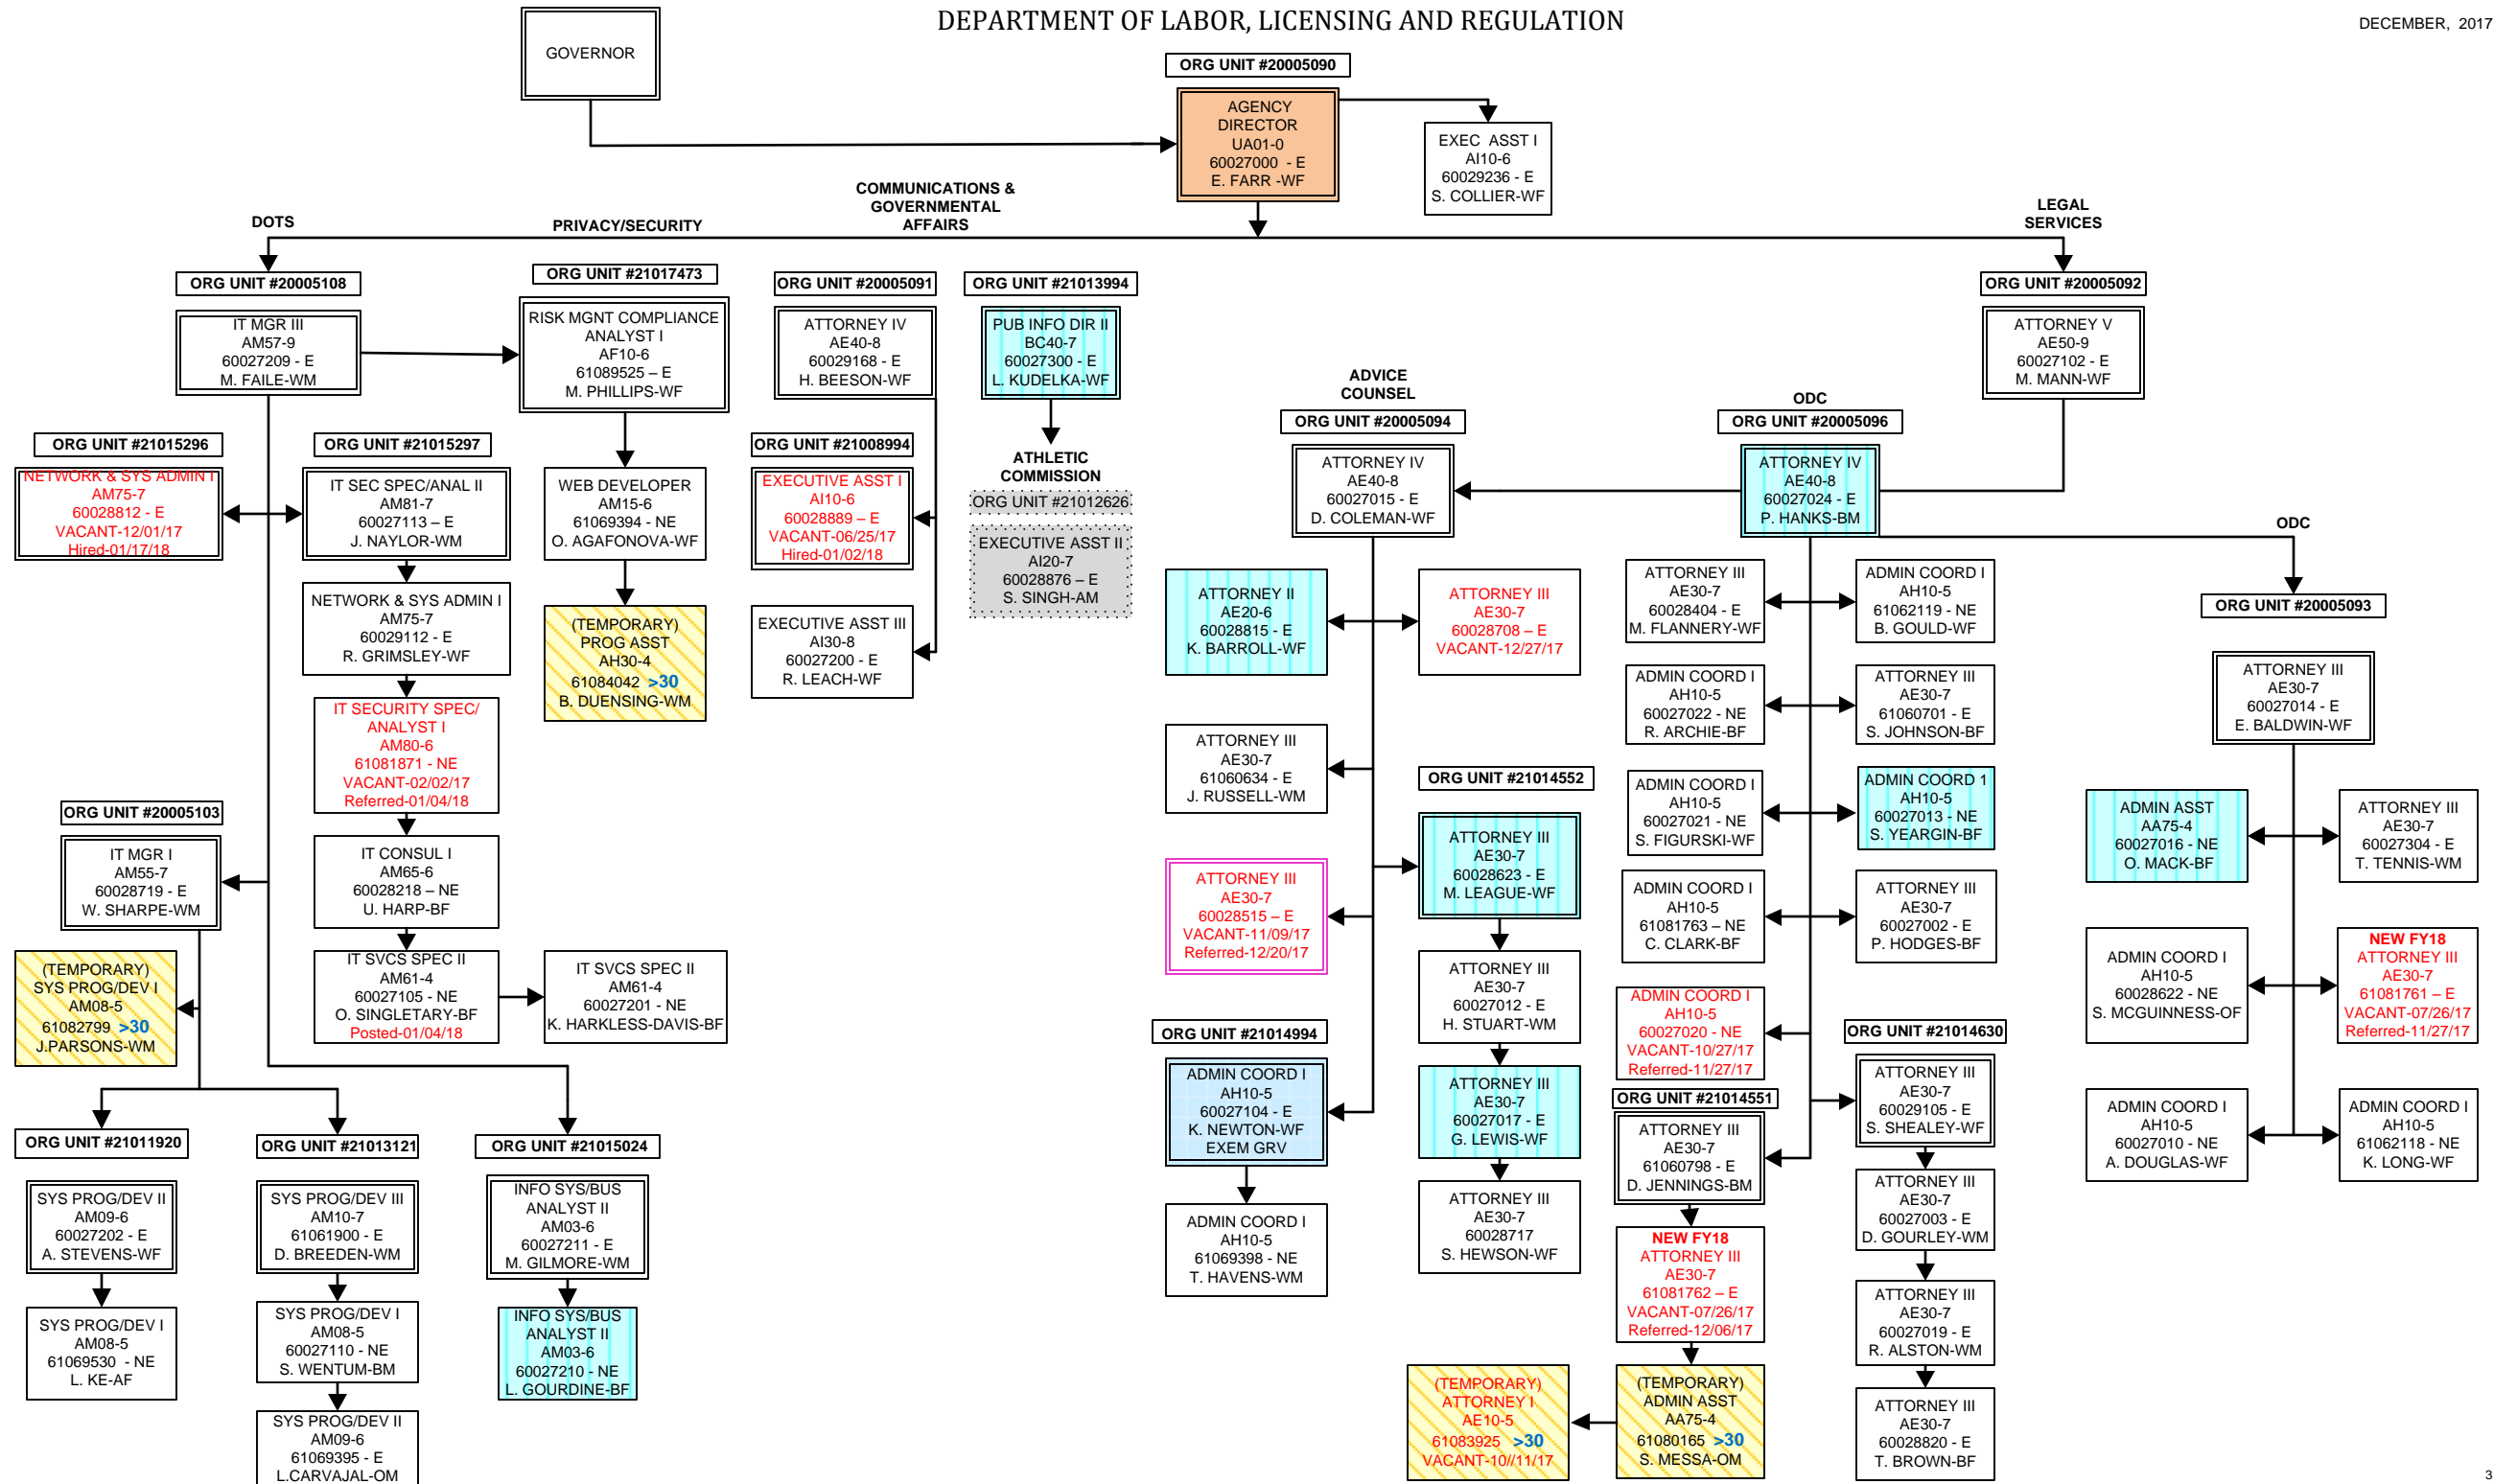 DEPARTMENT OF LABOR, LICENSING AND REGULATION
DECEMBER, 2017
GOVERNOR
ORG UNIT #20005090
AGENCY
DIRECTOR
UA01-0
60027000 - E
E. FARR -WF
EXEC ASST I
AI10-6
60029236 - E
S. COLLIER-WF
DOTS
PRIVACY/SECURITY
COMMUNICATIONS &
GOVERNMENTAL
AFFAIRS
LEGAL
SERVICES
ORG UNIT #20005108
IT MGR III
AM57-9
60027209 - E
M. FAILE-WM
ORG UNIT #21017473
RISK MGNT COMPLIANCE
ANALYST I
AF10-6
61089525 – E
M. PHILLIPS-WF
ORG UNIT #20005091
ATTORNEY IV
AE40-8
60029168 - E
H. BEESON-WF
ORG UNIT #21013994
PUB INFO DIR II
BC40-7
60027300 - E
L. KUDELKA-WF
ORG UNIT #20005092
ATTORNEY V
AE50-9
60027102 - E
M. MANN-WF
ORG UNIT #21015296
NETWORK & SYS ADMIN I
AM75-7
60028812 - E
VACANT-12/01/17
Hired-01/17/18
ORG UNIT #21015297
IT SEC SPEC/ANAL II
AM81-7
60027113 – E
J. NAYLOR-WM
NETWORK & SYS ADMIN I
AM75-7
60029112 - E
R. GRIMSLEY-WF
IT SECURITY SPEC/
ANALYST I
AM80-6
61081871 - NE
VACANT-02/02/17
Referred-01/04/18
IT CONSUL I
AM65-6
60028218 – NE
U. HARP-BF
IT SVCS SPEC II
AM61-4
60027105 - NE
O. SINGLETARY-BF
Posted-01/04/18
IT SVCS SPEC II
AM61-4
60027201 - NE
K. HARKLESS-DAVIS-BF
WEB DEVELOPER
AM15-6
61069394 - NE
O. AGAFONOVA-WF
(TEMPORARY)
PROG ASST
AH30-4
61084042 >30
B. DUENSING-WM
ORG UNIT #21008994
EXECUTIVE ASST I
AI10-6
60028889 – E
VACANT-06/25/17
Hired-01/02/18
EXECUTIVE ASST III
AI30-8
60027200 - E
R. LEACH-WF
ATHLETIC
COMMISSION
ORG UNIT #21012626
EXECUTIVE ASST II
AI20-7
60028876 – E
S. SINGH-AM
ORG UNIT #20005103
IT MGR I
AM55-7
60028719 - E
W. SHARPE-WM
(TEMPORARY)
SYS PROG/DEV I
AM08-5
61082799 >30
J.PARSONS-WM
ORG UNIT #21011920
SYS PROG/DEV II
AM09-6
60027202 - E
A. STEVENS-WF
SYS PROG/DEV I
AM08-5
61069530 - NE
L. KE-AF
ORG UNIT #21013121
SYS PROG/DEV III
AM10-7
61061900 - E
D. BREEDEN-WM
SYS PROG/DEV I
AM08-5
60027110 - NE
S. WENTUM-BM
SYS PROG/DEV II
AM09-6
61069395 - E
L.CARVAJAL-OM
ORG UNIT #21015024
INFO SYS/BUS
ANALYST II
AM03-6
60027211 - E
M. GILMORE-WM
INFO SYS/BUS
ANALYST II
AM03-6
60027210 - NE
L. GOURDINE-BF
ADVICE
COUNSEL
ORG UNIT #20005094
ATTORNEY IV
AE40-8
60027015 - E
D. COLEMAN-WF
ATTORNEY II
AE20-6
60028815 - E
K. BARROLL-WF
ATTORNEY III
AE30-7
60028708 – E
VACANT-12/27/17
ATTORNEY III
AE30-7
61060634 - E
J. RUSSELL-WM
ATTORNEY III
AE30-7
60028515 – E
VACANT-11/09/17
Referred-12/20/17
ORG UNIT #21014552
ATTORNEY III
AE30-7
60028623 – E
M. LEAGUE-WF
ATTORNEY III
AE30-7
60027012 - E
H. STUART-WM
ATTORNEY III
AE30-7
60027017 - E
G. LEWIS-WF
ATTORNEY III
AE30-7
60028717
S. HEWSON-WF
ORG UNIT #21014994
ADMIN COORD I
AH10-5
60027104 – E
K. NEWTON-WF
EXEM GRV
ADMIN COORD I
AH10-5
61069398 - NE
T. HAVENS-WM
ODC
ORG UNIT #20005096
ATTORNEY IV
AE40-8
60027024 - E
P. HANKS-BM
ATTORNEY III
AE30-7
60028404 - E
M. FLANNERY-WF
ADMIN COORD I
AH10-5
61062119 - NE
B. GOULD-WF
ADMIN COORD I
AH10-5
60027022 - NE
R. ARCHIE-BF
ATTORNEY III
AE30-7
61060701 - E
S. JOHNSON-BF
ADMIN COORD I
AH10-5
60027021 - NE
S. FIGURSKI-WF
ADMIN COORD 1
AH10-5
60027013 - NE
S. YEARGIN-BF
ADMIN COORD I
AH10-5
61081763 – NE
C. CLARK-BF
ATTORNEY III
AE30-7
60027002 - E
P. HODGES-BF
ADMIN COORD I
AH10-5
60027020 - NE
VACANT-10/27/17
Referred-11/27/17
ORG UNIT #21014551
ATTORNEY III
AE30-7
61060798 - E
D. JENNINGS-BM
NEW FY18
ATTORNEY III
AE30-7
61081762 – E
VACANT-07/26/17
Referred-12/06/17
(TEMPORARY)
ATTORNEY I
AE10-5
61083925 >30
VACANT-10//11/17
(TEMPORARY)
ADMIN ASST
AA75-4
61080165 >30
S. MESSA-OM
ORG UNIT #21014630
ATTORNEY III
AE30-7
60029105 - E
S. SHEALEY-WF
ATTORNEY III
AE30-7
60027003 - E
D. GOURLEY-WM
ATTORNEY III
AE30-7
60027019 - E
R. ALSTON-WM
ATTORNEY III
AE30-7
60028820 - E
T. BROWN-BF
ODC
ORG UNIT #20005093
ATTORNEY III
AE30-7
60027014 - E
E. BALDWIN-WF
ADMIN ASST
AA75-4
60027016 - NE
O. MACK-BF
ATTORNEY III
AE30-7
60027304 - E
T. TENNIS-WM
ADMIN COORD I
AH10-5
60028622 - NE
S. MCGUINNESS-OF
NEW FY18
ATTORNEY III
AE30-7
61081761 – E
VACANT-07/26/17
Referred-11/27/17
ADMIN COORD I
AH10-5
60027010 - NE
A. DOUGLAS-WF
ADMIN COORD I
AH10-5
61062118 - NE
K. LONG-WF
3